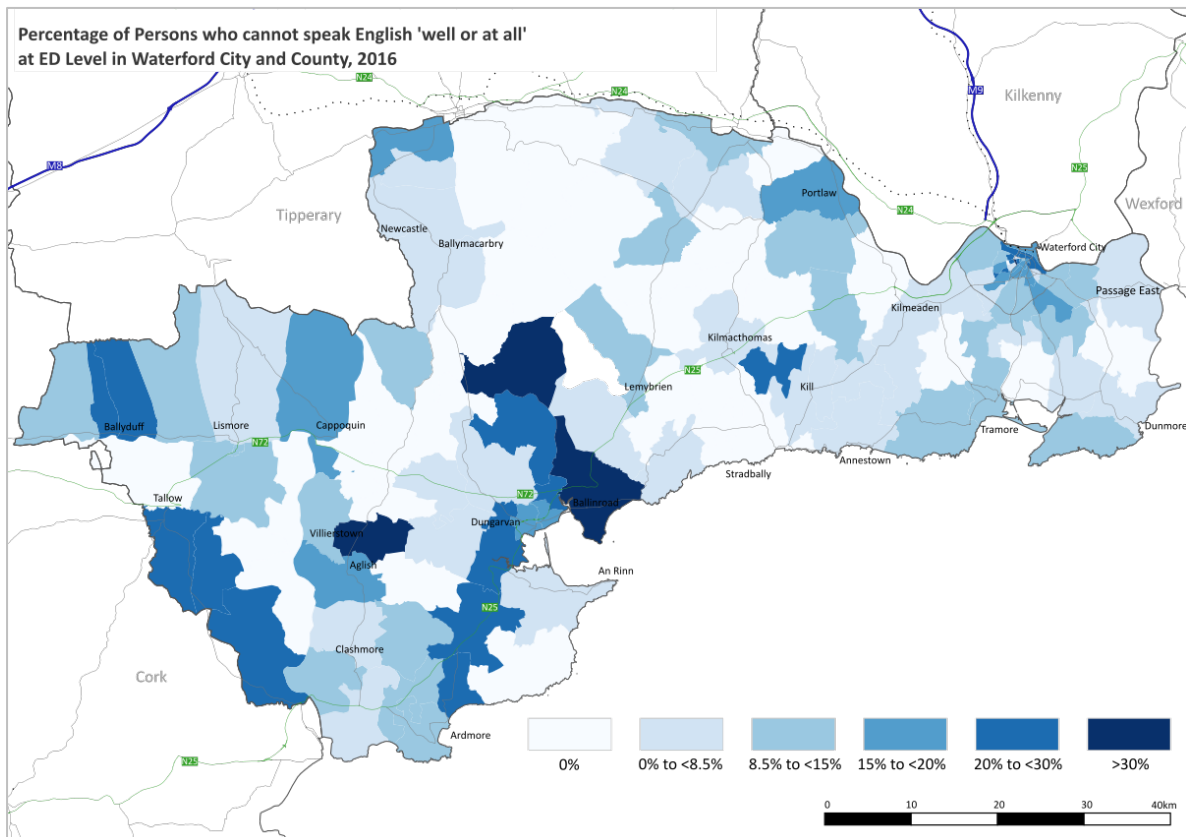 Percentage of Persons who cannot speak English 'well or at all'
at ED Level in Waterford City and County, 2016
N24
N24
M9
Kilkenny
M8
N25
Portlaw
Wexford
Tipperary
N24
Newcastle
Ballymacarbry
Waterford City
Passage East
Kilmeaden
Kilmacthomas
N25
Lemybrien
Kill
Ballyduff
Lismore
Cappoquin
Tramore
Dunmore
N72
Annestown
Stradbally
Tallow
N72
Ballinroad
Dungarvan
Villierstown
Aglish
An Rinn
N25
Clashmore
Cork
Ardmore
N25
0%
0% to <8.5%
8.5% to <15%
15% to <20%
20% to <30%
>30%
0 10 20 30 40km